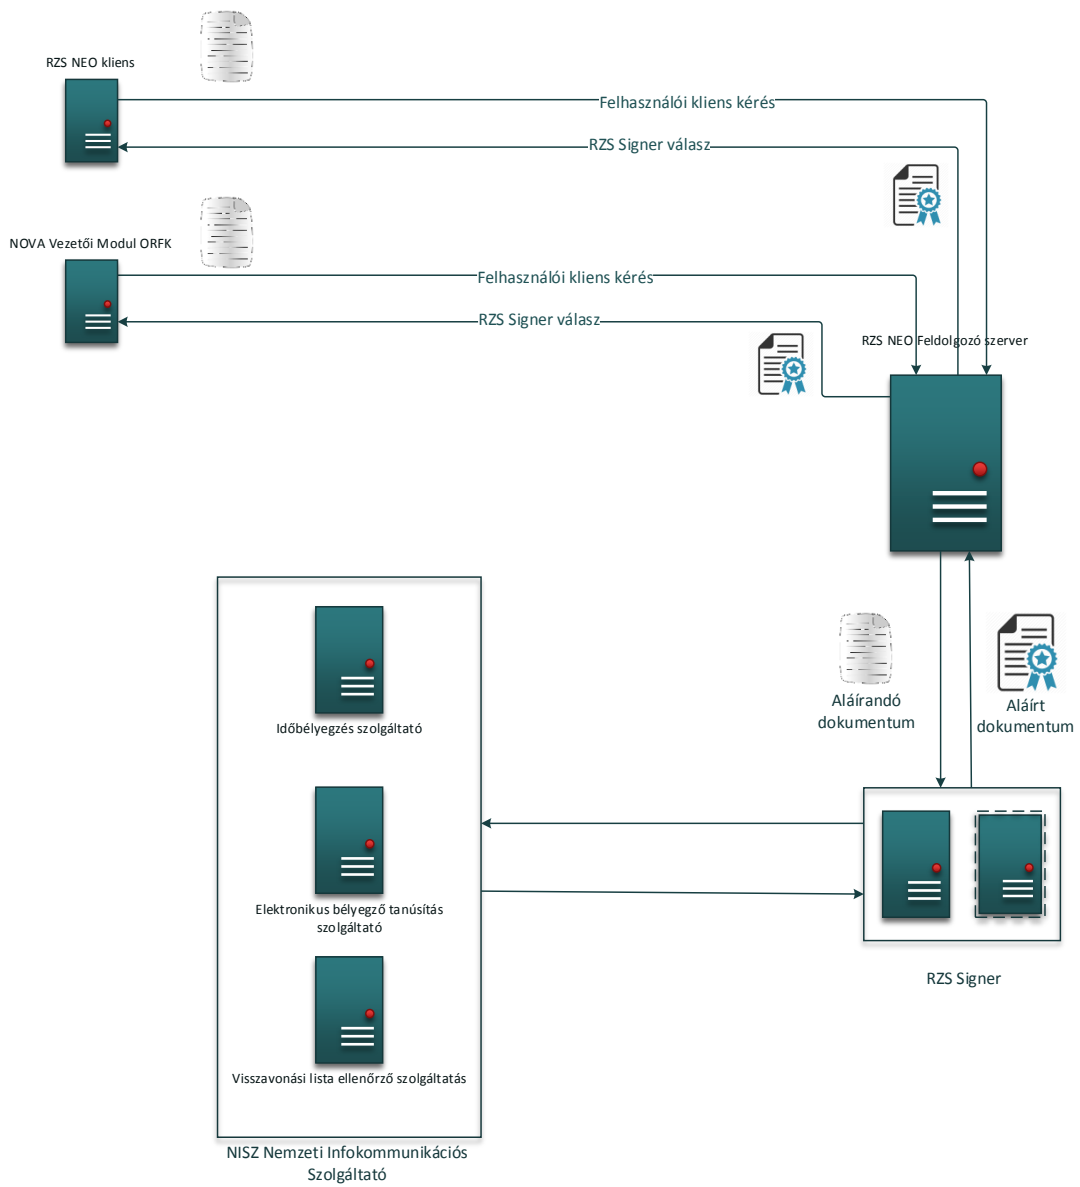 RZS NEO kliens
Felhasználói kliens kérés
RZS Signer válasz
NOVA Vezetői Modul ORFK
Felhasználói kliens kérés
RZS Signer válasz
RZS NEO Feldolgozó szerver
Aláírandó
dokumentum
Aláírt
dokumentum
Időbélyegzés szolgáltató
Elektronikus bélyegző tanúsítás
szolgáltató
RZS Signer
Visszavonási lista ellenőrző szolgáltatás
NISZ Nemzeti Infokommunikációs
Szolgáltató